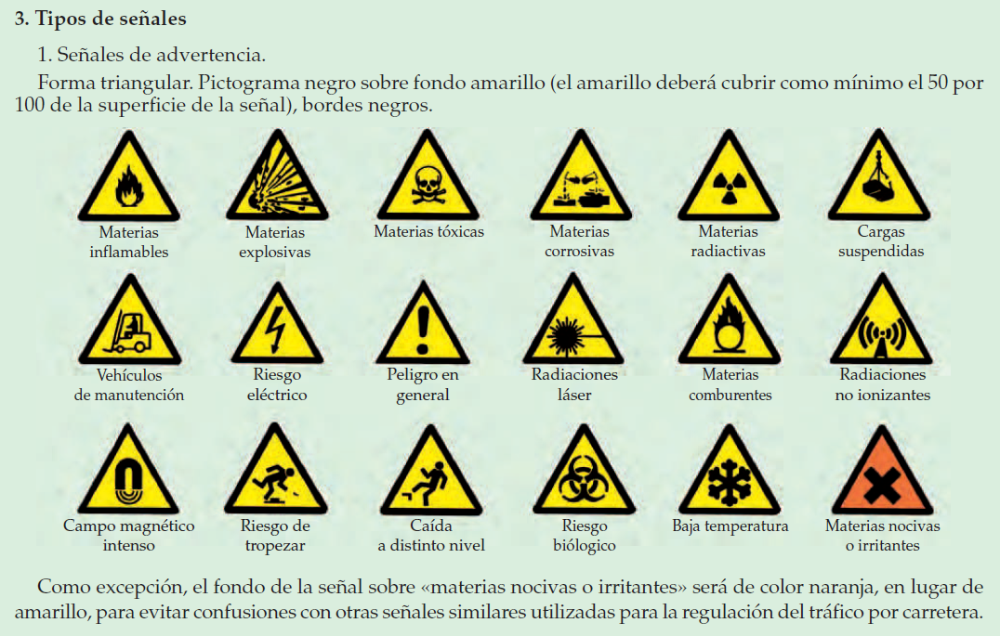 3. Tipos de señales
1. Señales de advertencia.
Forma triangular. Pictograma negro sobre fondo amarillo (el amarillo deberá cubrir como mínimo el 50 por
100 de la superficie de la señal), bordes negros.
Materias
inflamables
Materias
explosivas
Materias tóxicas
Materias
corrosivas
Materias
radiactivas
Cargas
suspendidas
Vehículos
de manutención
Riesgo
eléctrico
Peligro en
general
Radiaciones
láser
Materias
comburentes
Radiaciones
no ionizantes
Campo magnético
intenso
Riesgo de
tropezar
Caída
a distinto nivel
Riesgo
biólogico
Baja temperatura
Materias nocivas
o irritantes
Como excepción, el fondo de la señal sobre «materias nocivas o irritantes» será de color naranja, en lugar de
amarillo, para evitar confusiones con otras señales similares utilizadas para la regulación del tráfico por carretera.